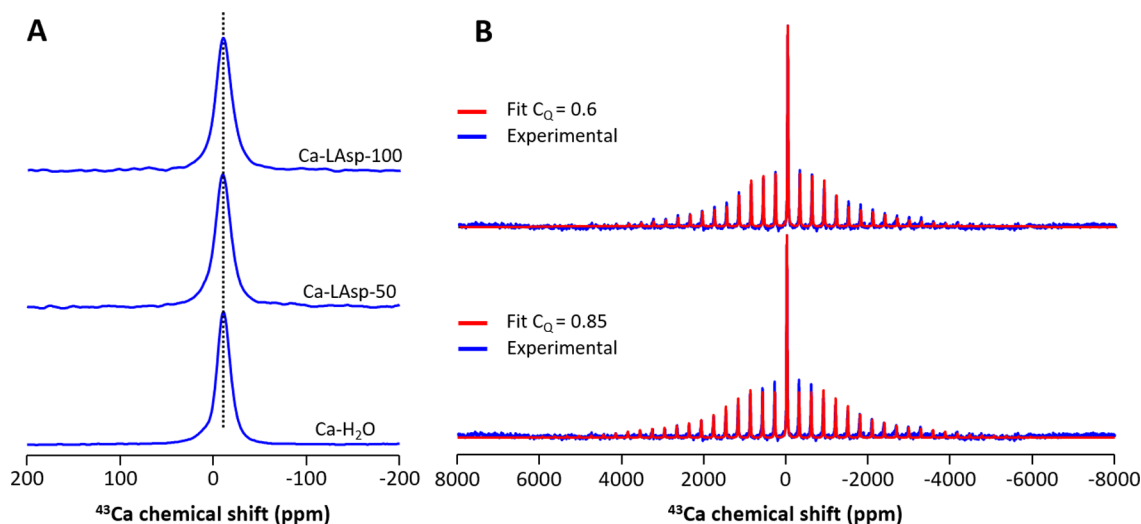 A
Ca-LAsp-100
Ca-LAsp-50
Ca-H₂O
200 100 0 -100 -200
⁴³Ca chemical shift (ppm)
B
Fit C_Q = 0.6
Experimental
Fit C_Q = 0.85
Experimental
8000 6000 4000 2000 0 -2000 -4000 -6000 -8000
⁴³Ca chemical shift (ppm)